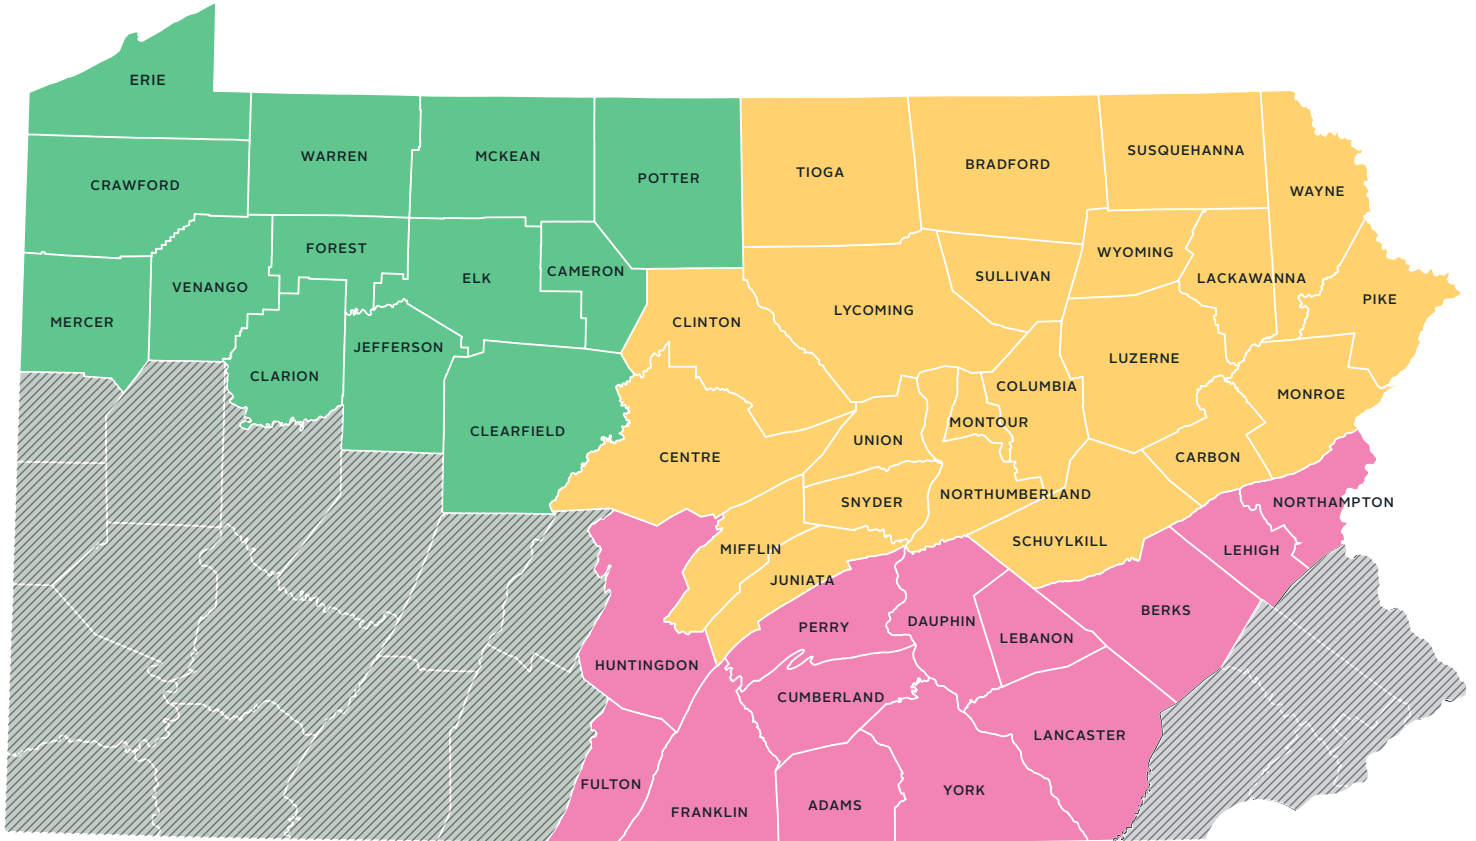 ERIE
WARREN
MCKEAN
POTTER
TIOGA
BRADFORD
SUSQUEHANNA
WAYNE
CRAWFORD
FOREST
ELK
CAMERON
VENANGO
MERCER
CLARION
JEFFERSON
CLEARFIELD
CLINTON
LYCOMING
SULLIVAN
WYOMING
LACKAWANNA
PIKE
LUZERNE
COLUMBIA
MONTOUR
MONROE
CARBON
UNION
CENTRE
SNYDER
NORTHUMBERLAND
SCHUYLKILL
MIFFLIN
JUNIATA
NORTHAMPTON
LEHIGH
BERKS
PERRY
DAUPHIN
LEBANON
HUNTINGDON
CUMBERLAND
LANCASTER
FULTON
FRANKLIN
ADAMS
YORK